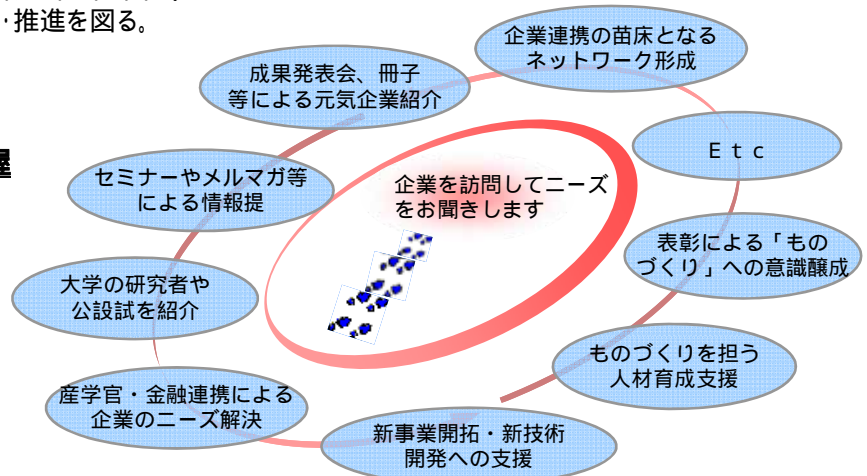 ・推進を図る。
企業連携の苗床となる
ネットワーク形成
成果発表会、冊子
等による元気企業紹介
Ｅｔｃ
セミナーやメルマガ等
による情報提
企業を訪問してニーズ
をお聞きします
表彰による「もの
づくり」への意識醸成
大学の研究者や
公設試を紹介
ものづくりを担う
人材育成支援
産学官・金融連携による
企業のニーズ解決
新事業開拓・新技術
開発への支援